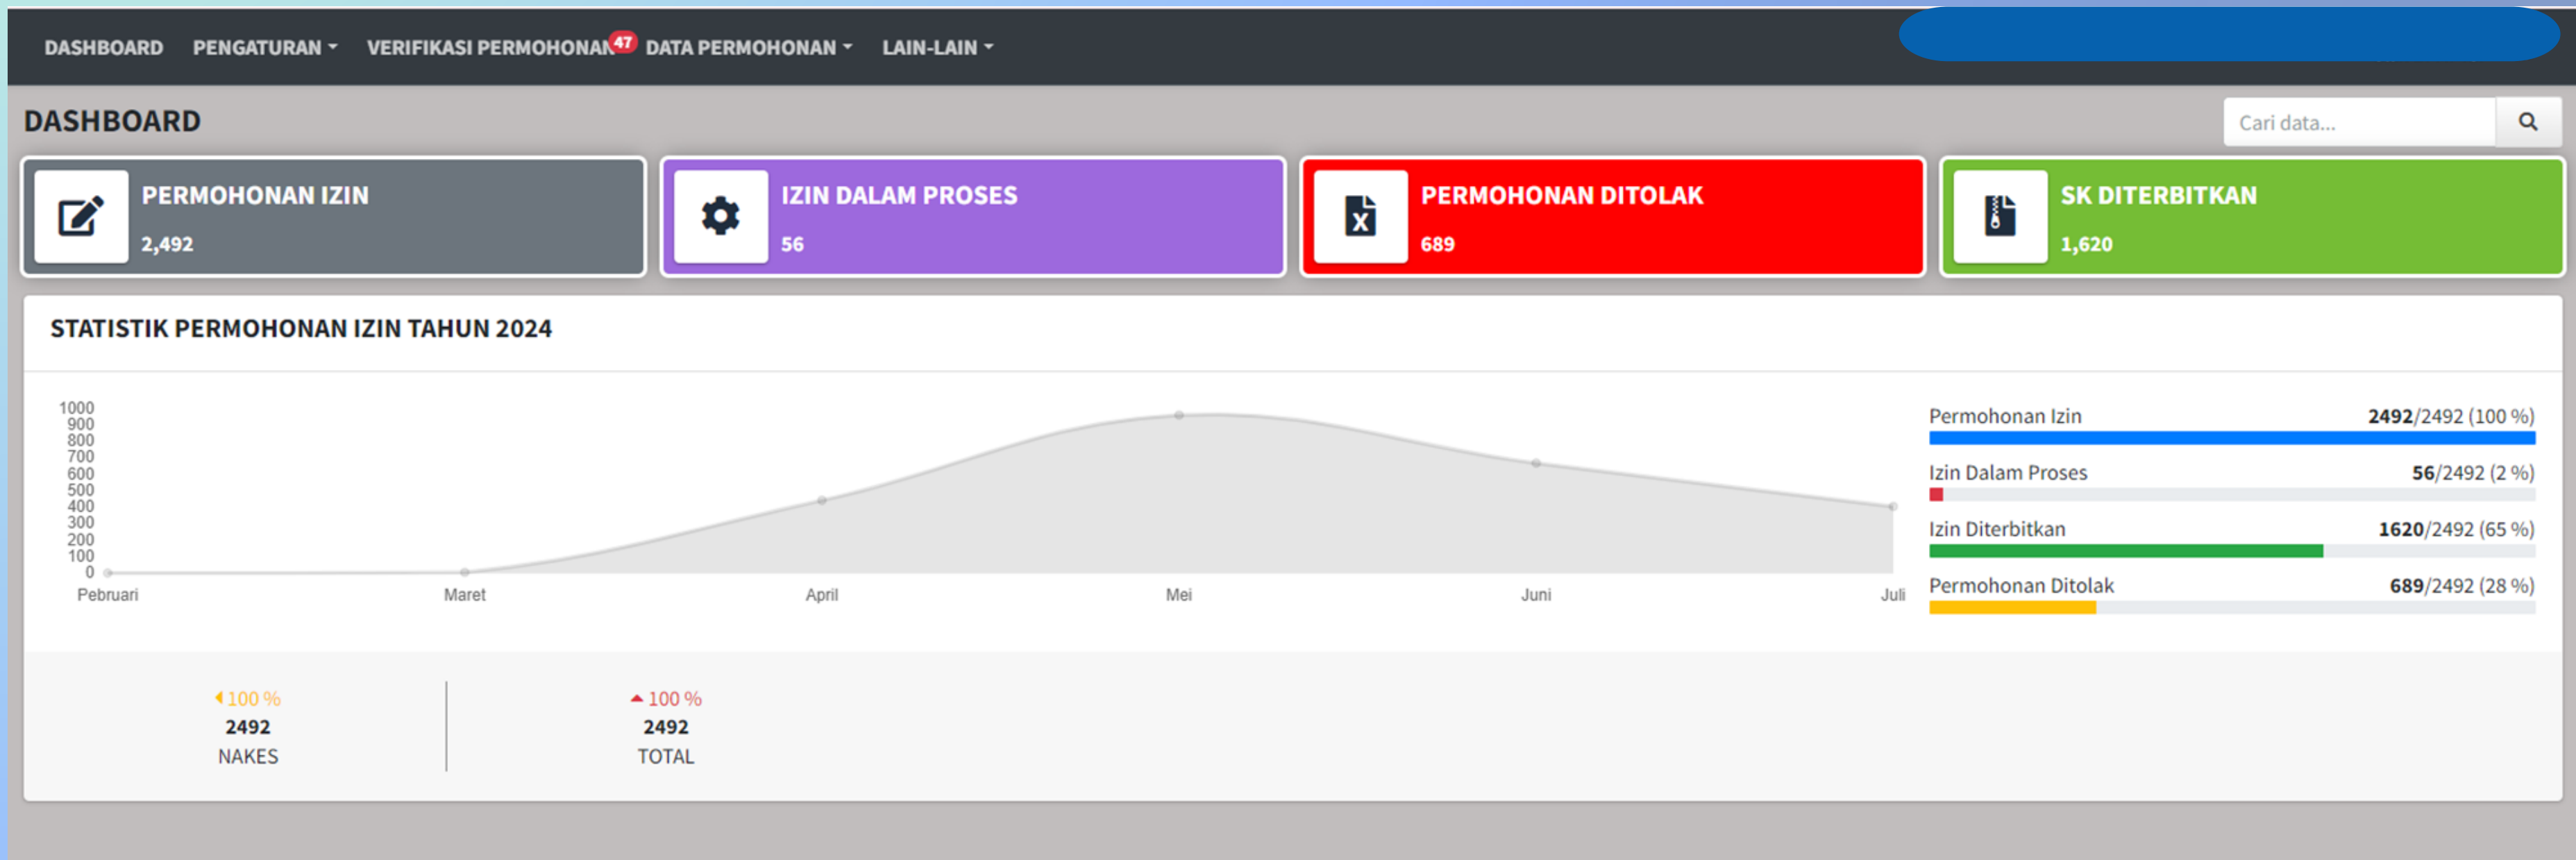 DASHBOARD PENGATURAN VERIFIKASI PERMOHONAN 47 DATA PERMOHONAN LAIN-LAIN
DASHBOARD
Cari data...
PERMOHONAN IZIN
2,492
IZIN DALAM PROSES
56
PERMOHONAN DITOLAK
689
SK DITERBITKAN
1,620
STATISTIK PERMOHONAN IZIN TAHUN 2024
1000
900
800
700
600
500
400
300
200
100
0
Pebruari Maret April Mei Juni Juli
Permohonan Izin 2492/2492 (100 %)
Izin Dalam Proses 56/2492 (2 %)
Izin Diterbitkan 1620/2492 (65 %)
Permohonan Ditolak 689/2492 (28 %)
100 %
2492
NAKES
100 %
2492
TOTAL